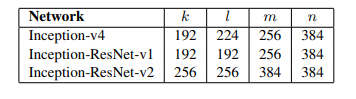 Network k l m n
Inception-v4 192 224 256 384
Inception-ResNet-v1 192 192 256 384
Inception-ResNet-v2 256 256 384 384